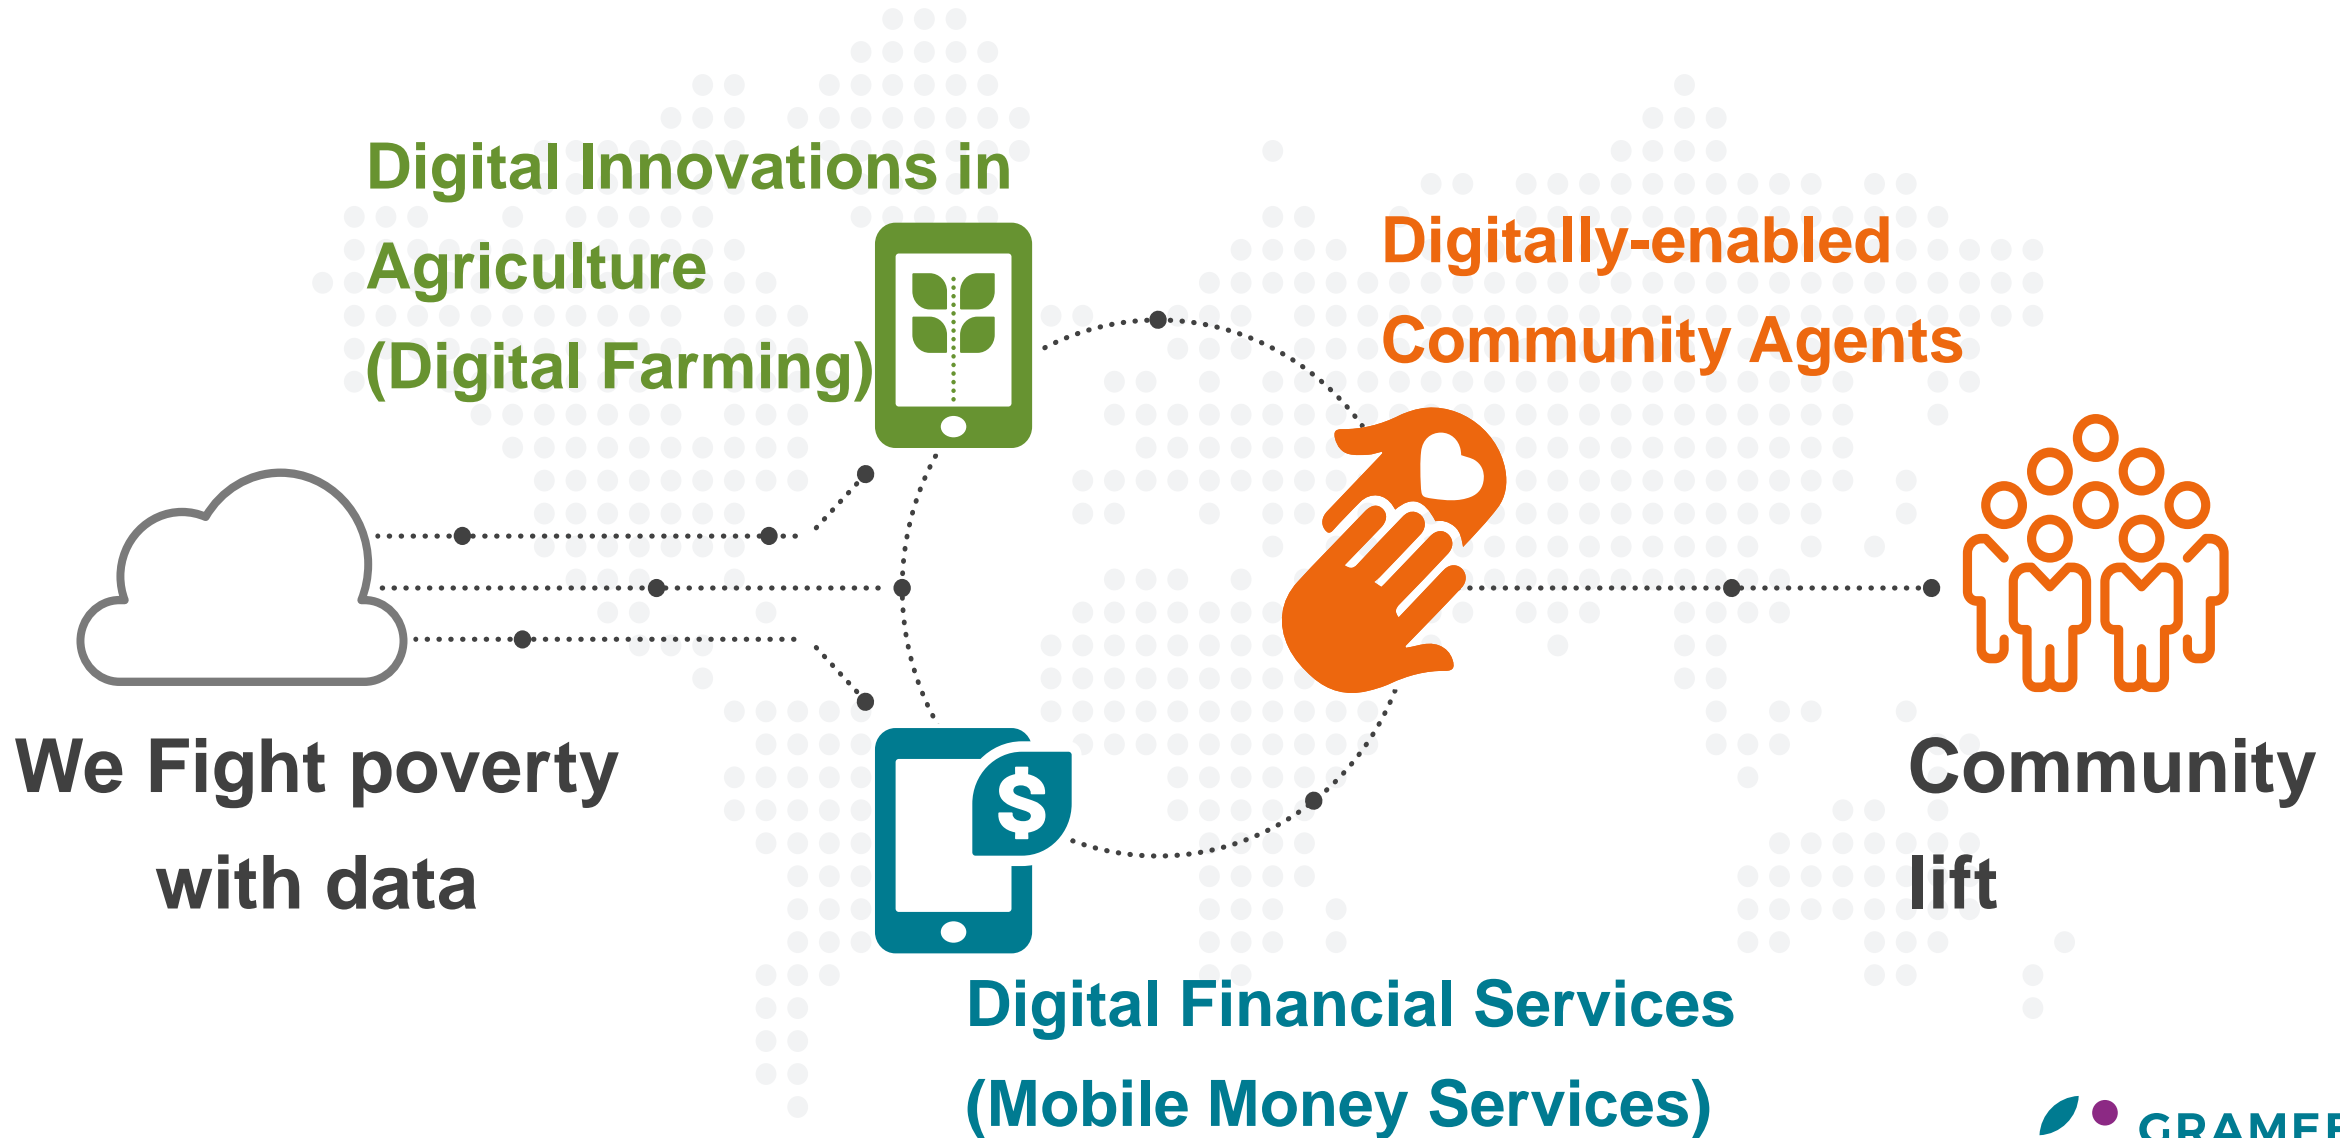 Digital Innovations in
Agriculture
(Digital Farming)
Digitally-enabled
Community Agents
We Fight poverty
with data
Community
lift
$
Digital Financial Services
(Mobile Money Services)